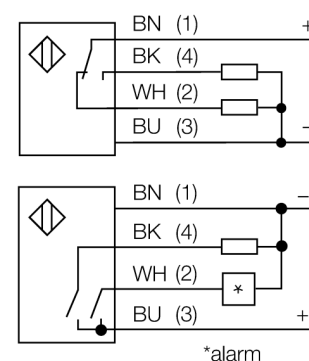 BN (1) +
BK (4)
WH (2)
BU (3) −
BN (1) −
BK (4)
WH (2)
*
BU (3) +
*alarm